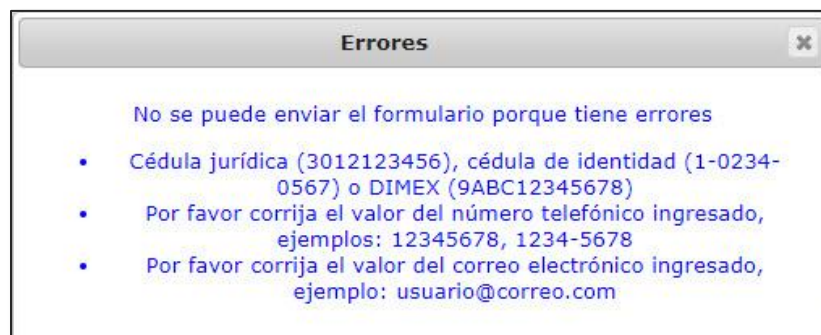 Errores
No se puede enviar el formulario porque tiene errores
• Cédula jurídica (3012123456), cédula de identidad (1-0234-
0567) o DIMEX (9ABC12345678)
• Por favor corrija el valor del número telefónico ingresado,
ejemplos: 12345678, 1234-5678
• Por favor corrija el valor del correo electrónico ingresado,
ejemplo: usuario@correo.com